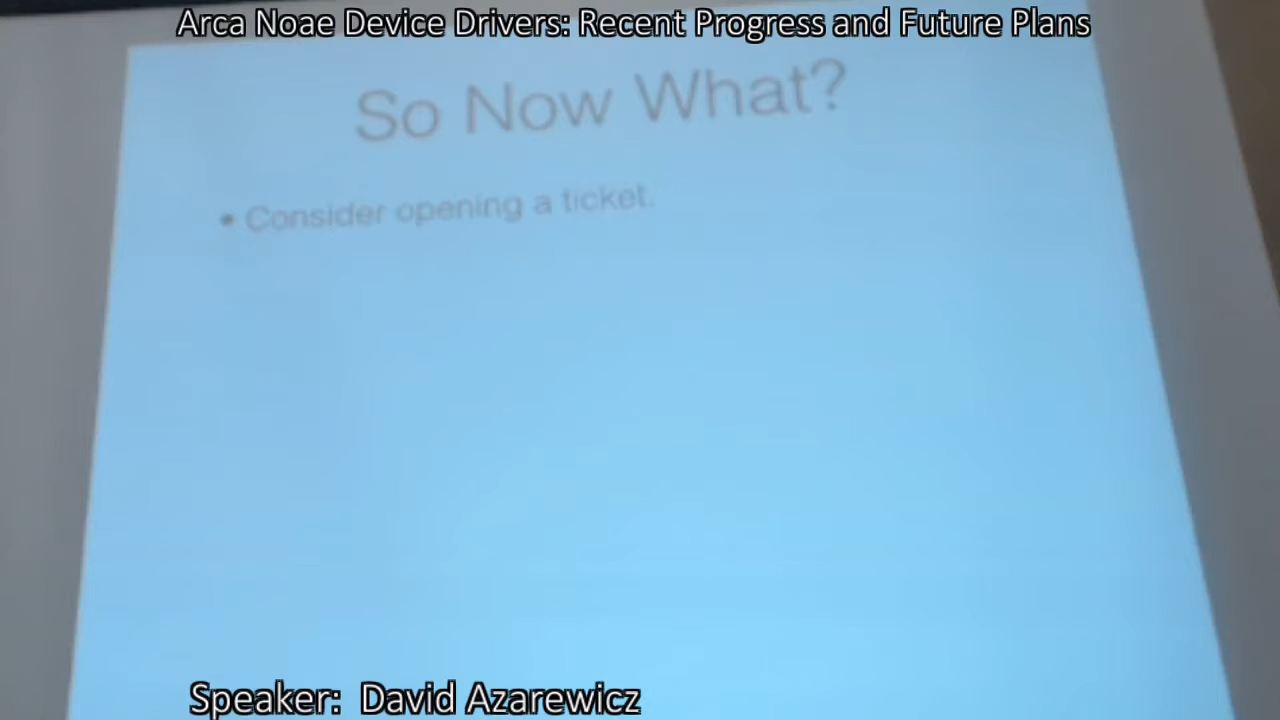 Arca Noae Device Drivers: Recent Progress and Future Plans
So Now What?
• Consider opening a ticket.
Speaker: David Azarewicz